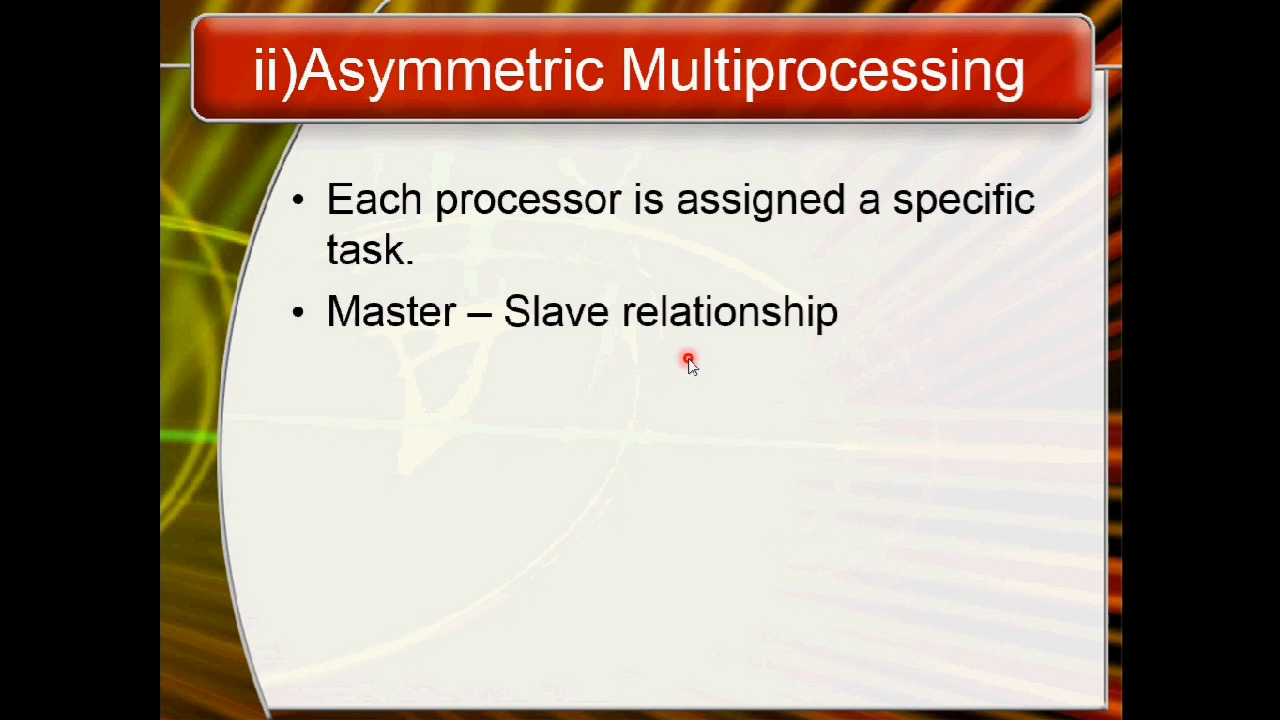 ii)Asymmetric Multiprocessing
• Each processor is assigned a specific
task.
• Master – Slave relationship